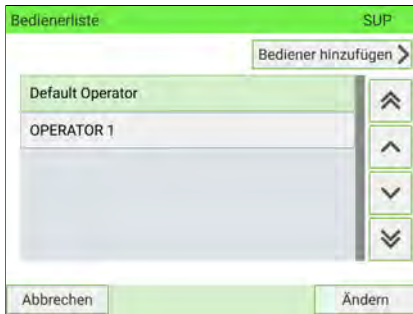 Bedienerliste SUP
Bediener hinzufügen
Default Operator
OPERATOR 1
Abbrechen Ändern